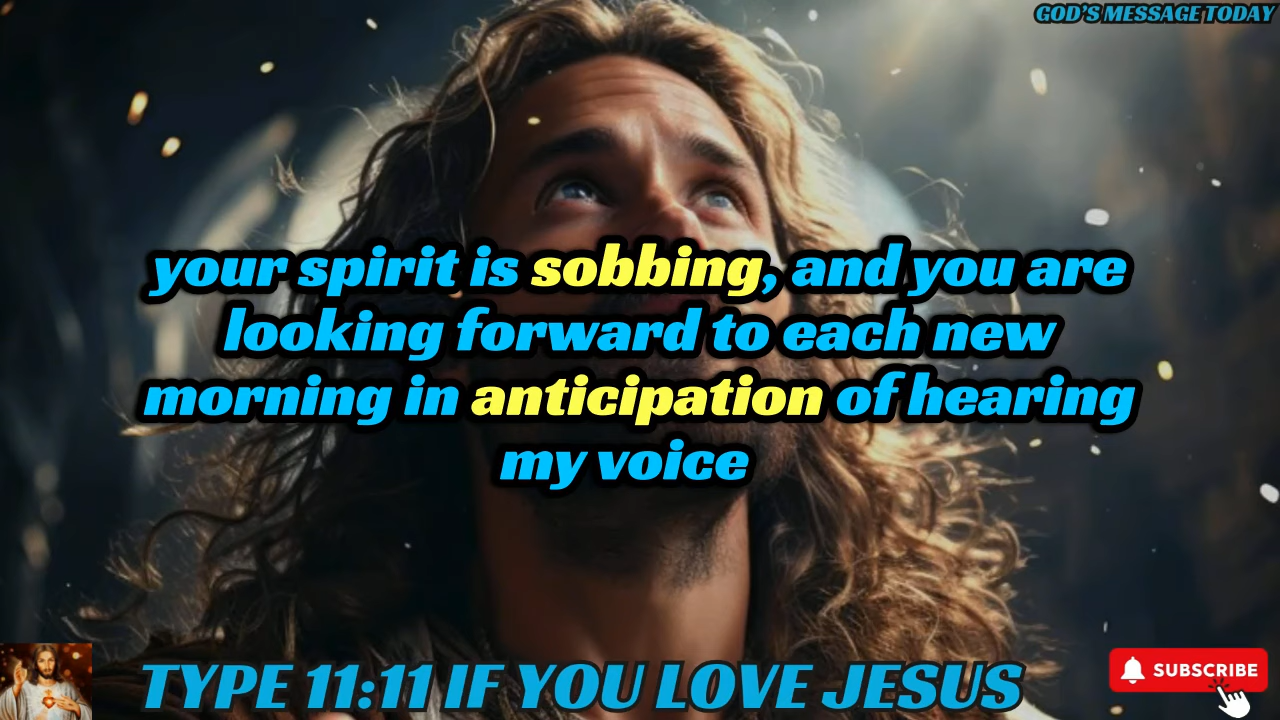 GOD'S MESSAGE TODAY
your spirit is sobbing, and you are
looking forward to each new
morning in anticipation of hearing
my voice
TYPE 11:11 IF YOU LOVE JESUS
SUBSCRIBE